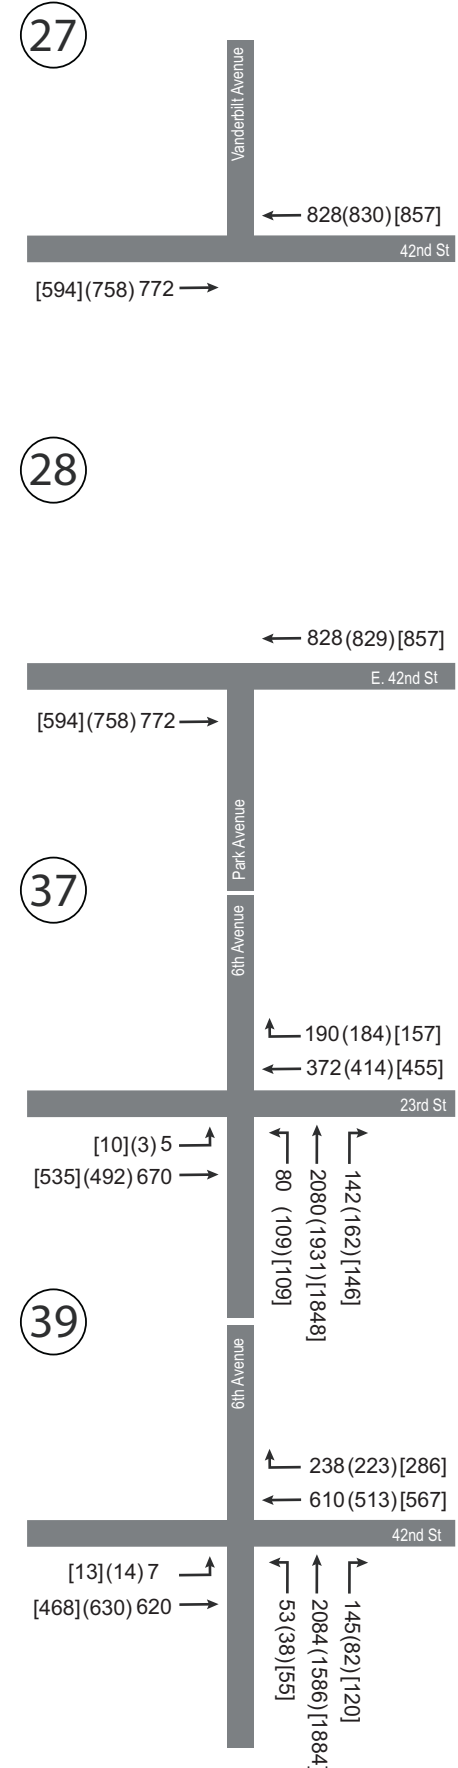 27
Vanderbilt Avenue
828(830)[857]
42nd St
[594](758) 772
28
828(829)[857]
E. 42nd St
[594](758) 772
Park Avenue
37
6th Avenue
190(184)[157]
372(414)[455]
23rd St
[10](3) 5
[535](492) 670
80 (109)[109]
2080(1931)[1848]
142(162)[146]
39
6th Avenue
238(223)[286]
610(513)[567]
42nd St
[13](14) 7
[468](630) 620
53(38)[55]
2084(1586)[1884]
145(82)[120]